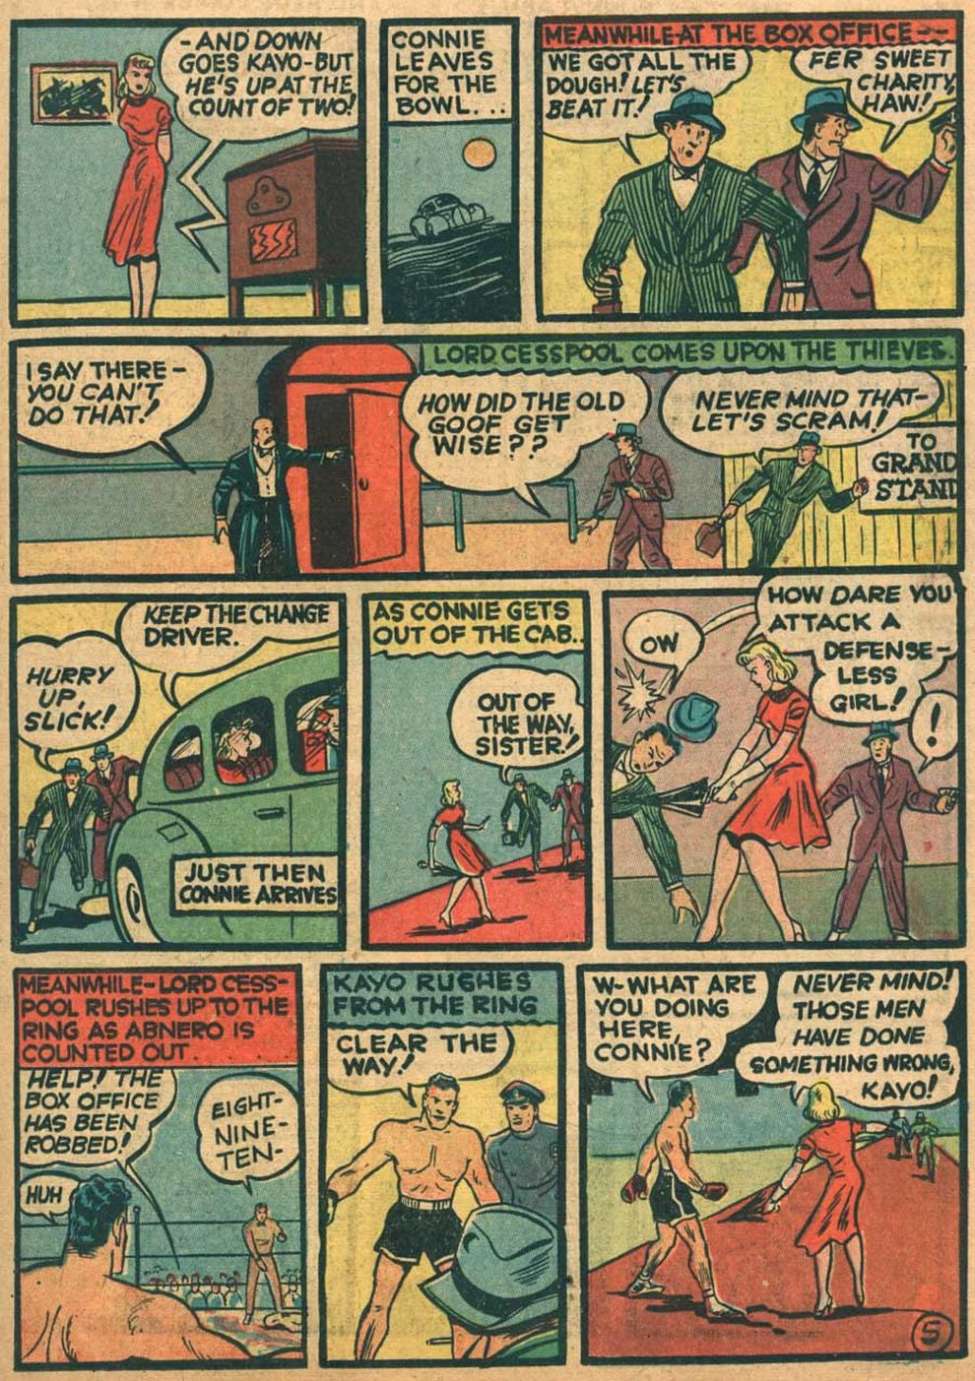 -AND DOWN
GOES KAYO-BUT
HE'S UP AT THE
COUNT OF TWO!
CONNIE
LEAVES
FOR THE
BOWL...
MEANWHILE-AT THE BOX OFFICE--
WE GOT ALL THE
DOUGH! LET'S
BEAT IT!
FER SWEET
CHARITY,
HAW!
I SAY THERE-
YOU CAN'T
DO THAT!
LORD CESSPOOL COMES UPON THE THIEVES.
HOW DID THE OLD
GOOF GET
WISE??
NEVER MIND THAT-
LET'S SCRAM!
TO
GRAND
STAND
HURRY
UP,
SLICK!
KEEP THE CHANGE
DRIVER.
JUST THEN
CONNIE ARRIVES
AS CONNIE GETS
OUT OF THE CAB..
OUT OF
THE WAY,
SISTER!
OW
HOW DARE YOU
ATTACK A
DEFENSE-
LESS
GIRL!
!
MEANWHILE-LORD CESS-
POOL RUSHES UP TO THE
RING AS ABNERO IS
COUNTED OUT.
HELP! THE
BOX OFFICE
HAS BEEN
ROBBED!
HUH
EIGHT-
NINE-
TEN-
KAYO RUSHES
FROM THE RING
CLEAR THE
WAY!
W-WHAT ARE
YOU DOING
HERE,
CONNIE?
NEVER MIND!
THOSE MEN
HAVE DONE
SOMETHING WRONG,
KAYO!
5